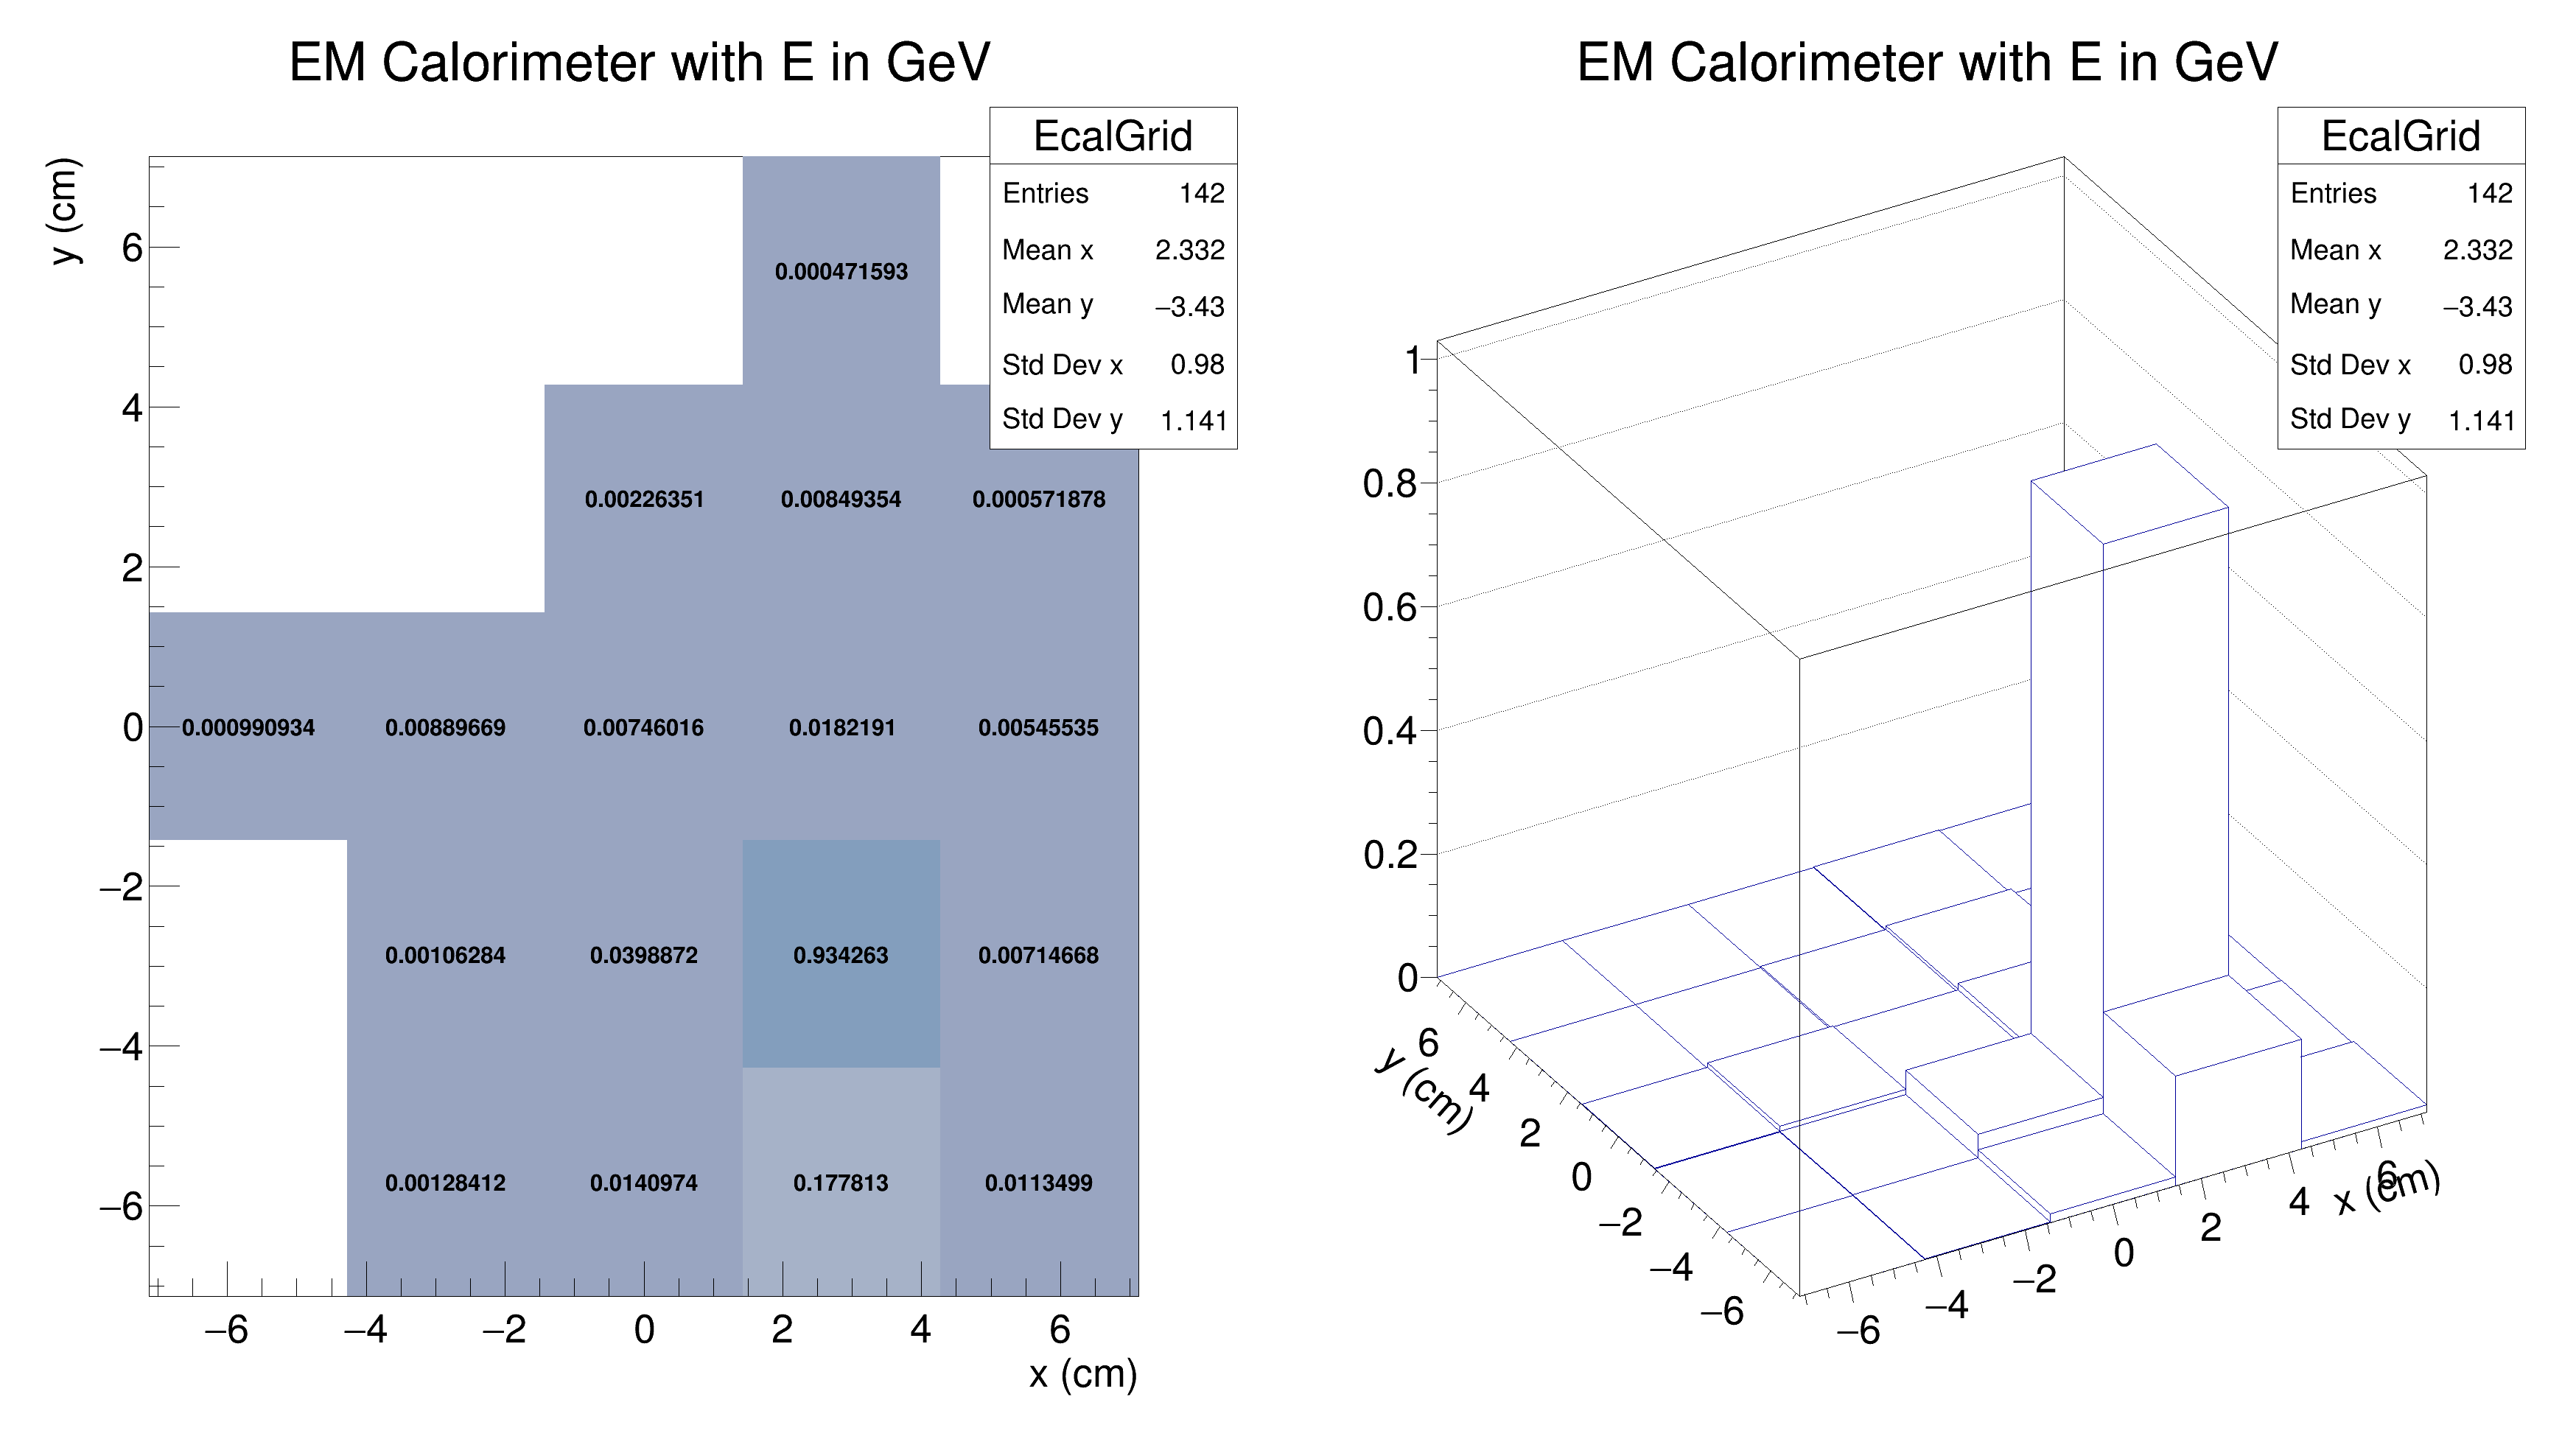 EM Calorimeter with E in GeV
EcalGrid
Entries 142
Mean x 2.332
Mean y −3.43
Std Dev x 0.98
Std Dev y 1.141
y (cm)
6
4
2
0
−2
−4
−6
0.000471593
0.00226351 0.00849354 0.000571878
0.000990934 0.00889669 0.00746016 0.0182191 0.00545535
0.00106284 0.0398872 0.934263 0.00714668
0.00128412 0.0140974 0.177813 0.0113499
−6 −4 −2 0 2 4 6
x (cm)
EM Calorimeter with E in GeV
EcalGrid
Entries 142
Mean x 2.332
Mean y −3.43
Std Dev x 0.98
Std Dev y 1.141
1
0.8
0.6
0.4
0.2
0
y (cm)
6
4
2
0
−2
−4
−6
−6 −4 −2 0 2 4 6
x (cm)